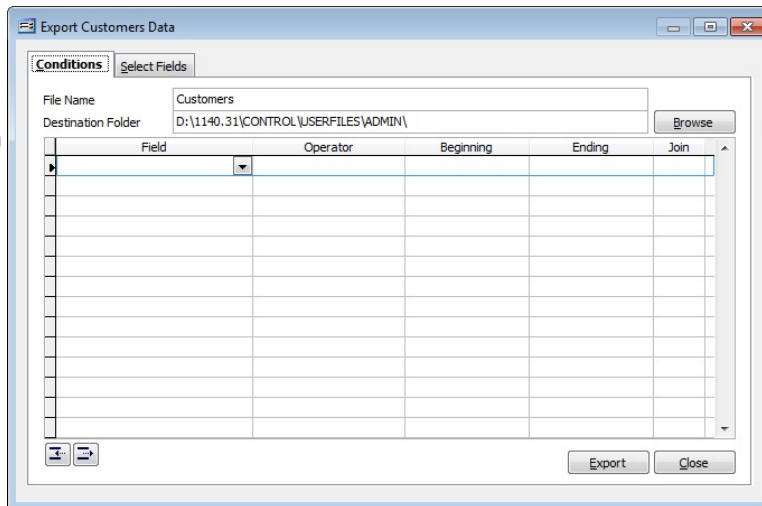 Export Customers Data
Conditions Select Fields
File Name Customers
Destination Folder D:\1140.31\CONTROL\USERFILES\ADMIN\ Browse
Field Operator Beginning Ending Join
Export Close